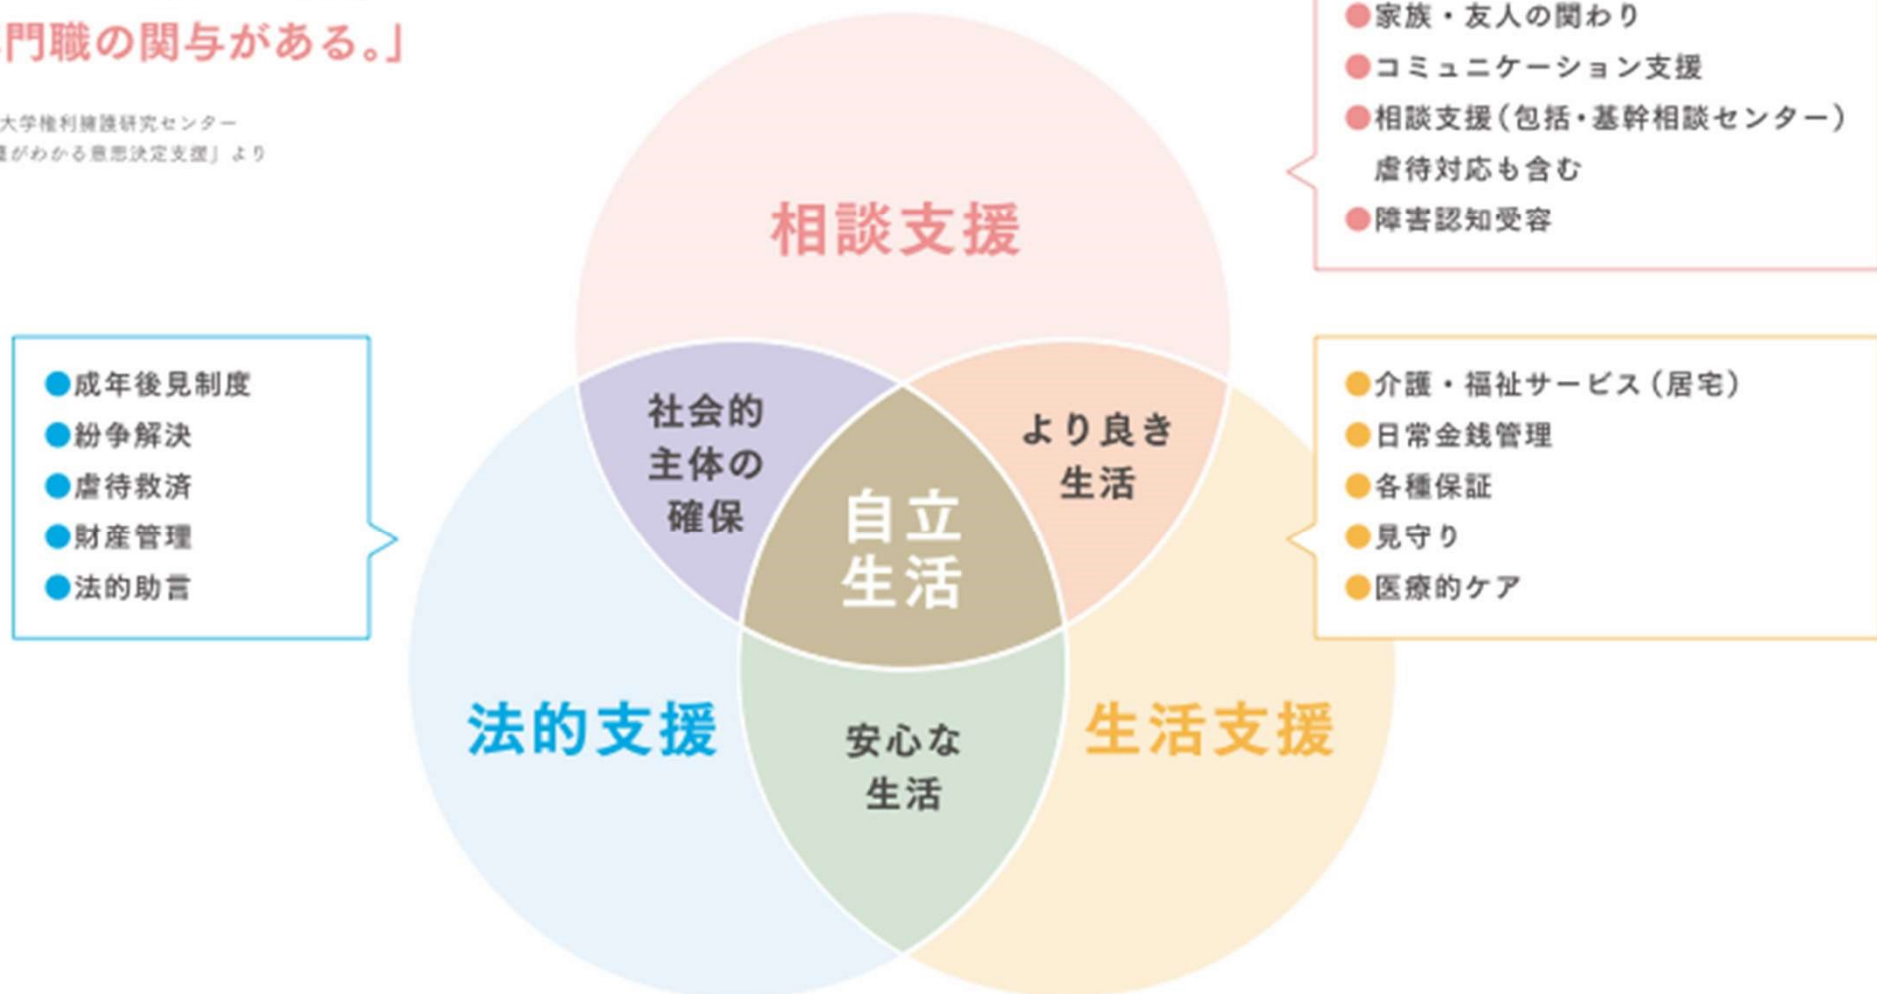 門職の関与がある。」
大学権利擁護研究センター
がわかる意思決定支援」より
●家族・友人の関わり
●コミュニケーション支援
●相談支援(包括・基幹相談センター)
虐待対応も含む
●障害認知受容
相談支援
●成年後見制度
●紛争解決
●虐待救済
●財産管理
●法的助言
社会的
主体の
確保
より良き
生活
自立
生活
●介護・福祉サービス(居宅)
●日常金銭管理
●各種保証
●見守り
●医療的ケア
法的支援
安心な
生活
生活支援